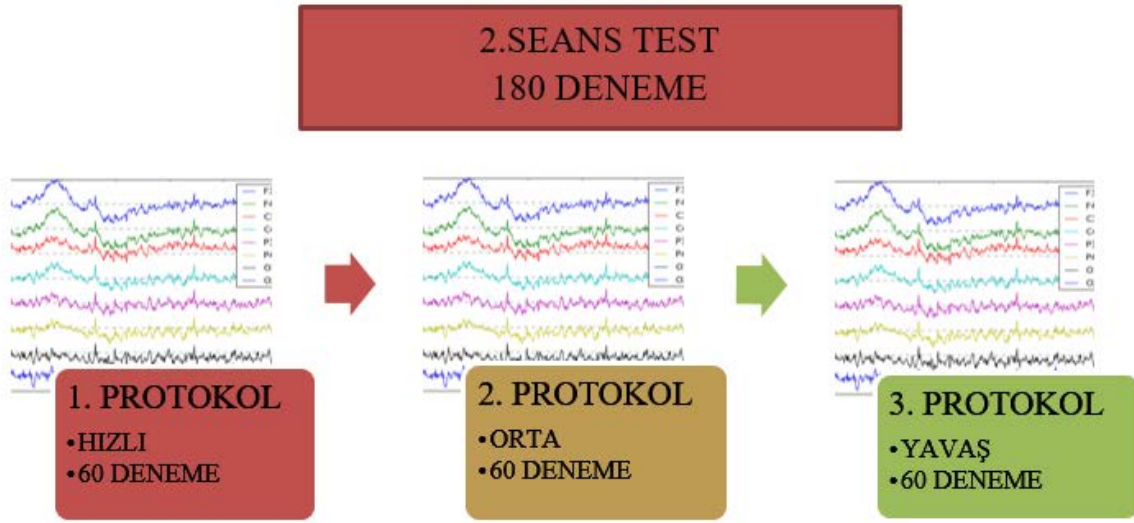 2.SEANS TEST
180 DENEME
1. PROTOKOL
•HIZLI
•60 DENEME
2. PROTOKOL
•ORTA
•60 DENEME
3. PROTOKOL
•YAVAŞ
•60 DENEME